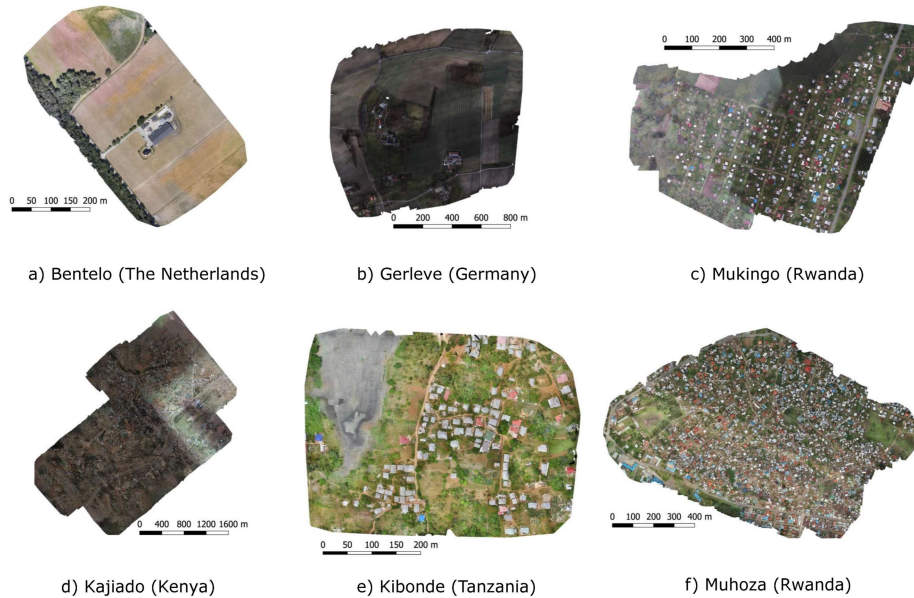 0 100 200 300 400 m
0 50 100 150 200 m
0 200 400 600 800 m
a) Bentelo (The Netherlands)
b) Gerleve (Germany)
c) Mukingo (Rwanda)
0 400 800 1200 1600 m
0 50 100 150 200 m
0 100 200 300 400 m
d) Kajiado (Kenya)
e) Kibonde (Tanzania)
f) Muhoza (Rwanda)